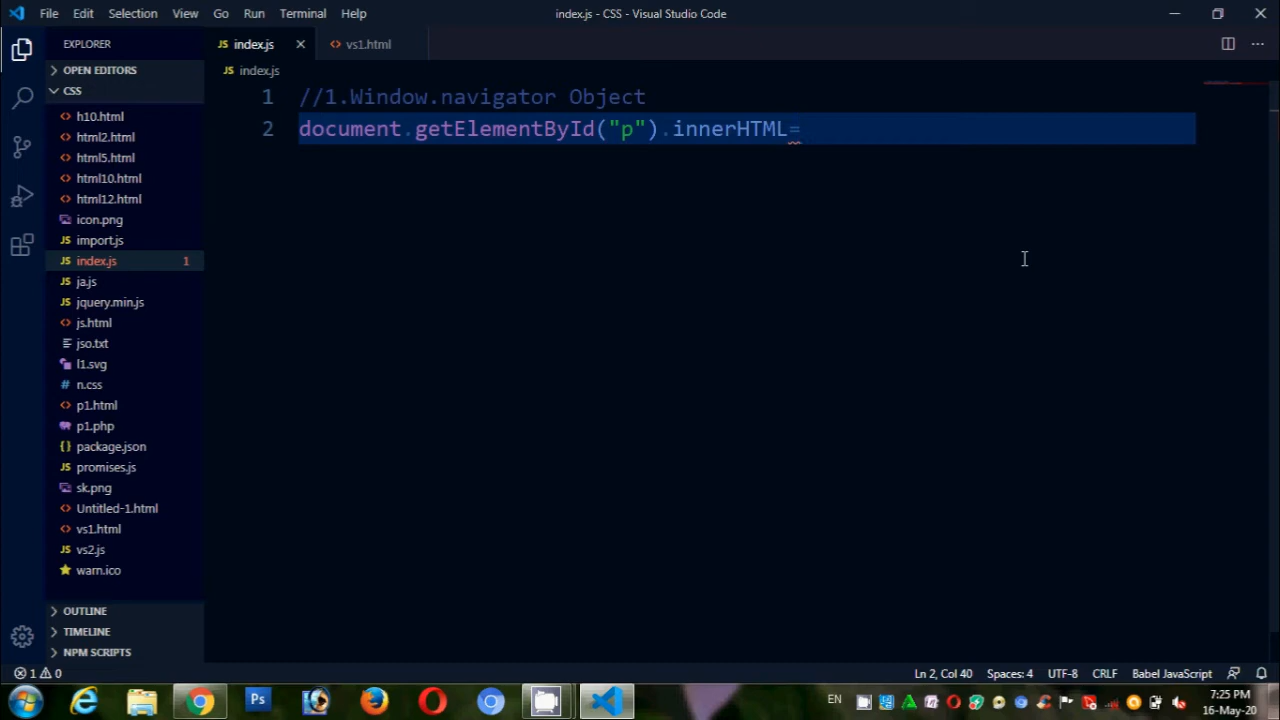 File Edit Selection View Go Run Terminal Help
index.js - CSS - Visual Studio Code
EXPLORER
OPEN EDITORS
CSS
h10.html
html2.html
html5.html
html10.html
html12.html
icon.png
import.js
index.js 1
ja.js
jquery.min.js
js.html
jso.txt
l1.svg
n.css
p1.html
p1.php
package.json
promises.js
sk.png
Untitled-1.html
vs1.html
vs2.js
warn.ico
OUTLINE
TIMELINE
NPM SCRIPTS
JS index.js
<> vs1.html
JS index.js
1 //1.Window.navigator Object
2 document.getElementById("p").innerHTML=
1 0
Ln 2, Col 40 Spaces: 4 UTF-8 CRLF Babel JavaScript
Ps
EN
7:25 PM
16-May-20